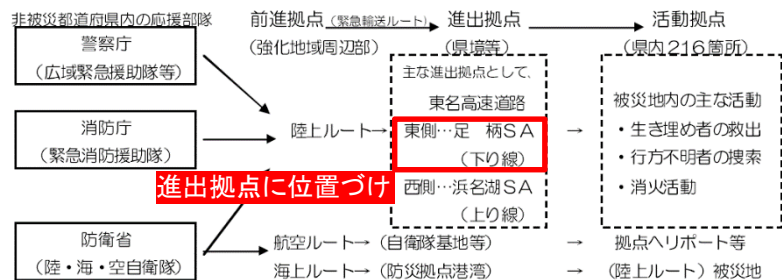 非被災都道府県内の応援部隊
前進拠点(緊急輸送ルート)
進出拠点
活動拠点
(強化地域周辺部)
(県境等)
(県内216箇所)
警察庁
(広域緊急援助隊等)
消防庁
(緊急消防援助隊)
防衛省
(陸・海・空自衛隊)
陸上ルート→
主な進出拠点として、
東名高速道路
東側…足 柄SA
(下り線)
西側…浜名湖SA
(上り線)
進出拠点に位置づけ
→
被災地内の主な活動
・生き埋め者の救出
・行方不明者の捜索
・消火活動
航空ルート→(自衛隊基地等) → 拠点ヘリポート等
海上ルート→(防災拠点港湾) → (陸上ルート)被災地